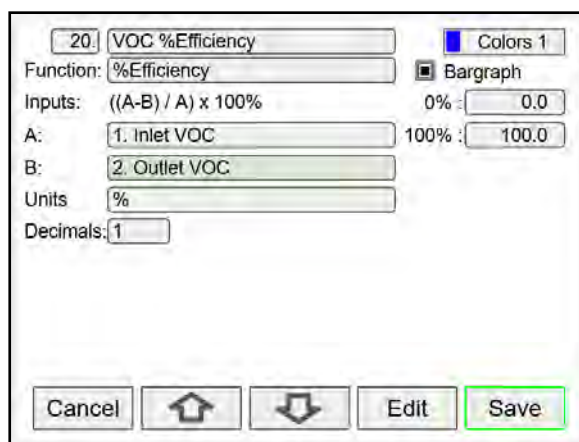 20. VOC %Efficiency Colors 1
Function: %Efficiency Bargraph
Inputs: ((A-B) / A) x 100% 0% : 0.0
A: 1. Inlet VOC 100% : 100.0
B: 2. Outlet VOC
Units %
Decimals: 1
Cancel Edit Save